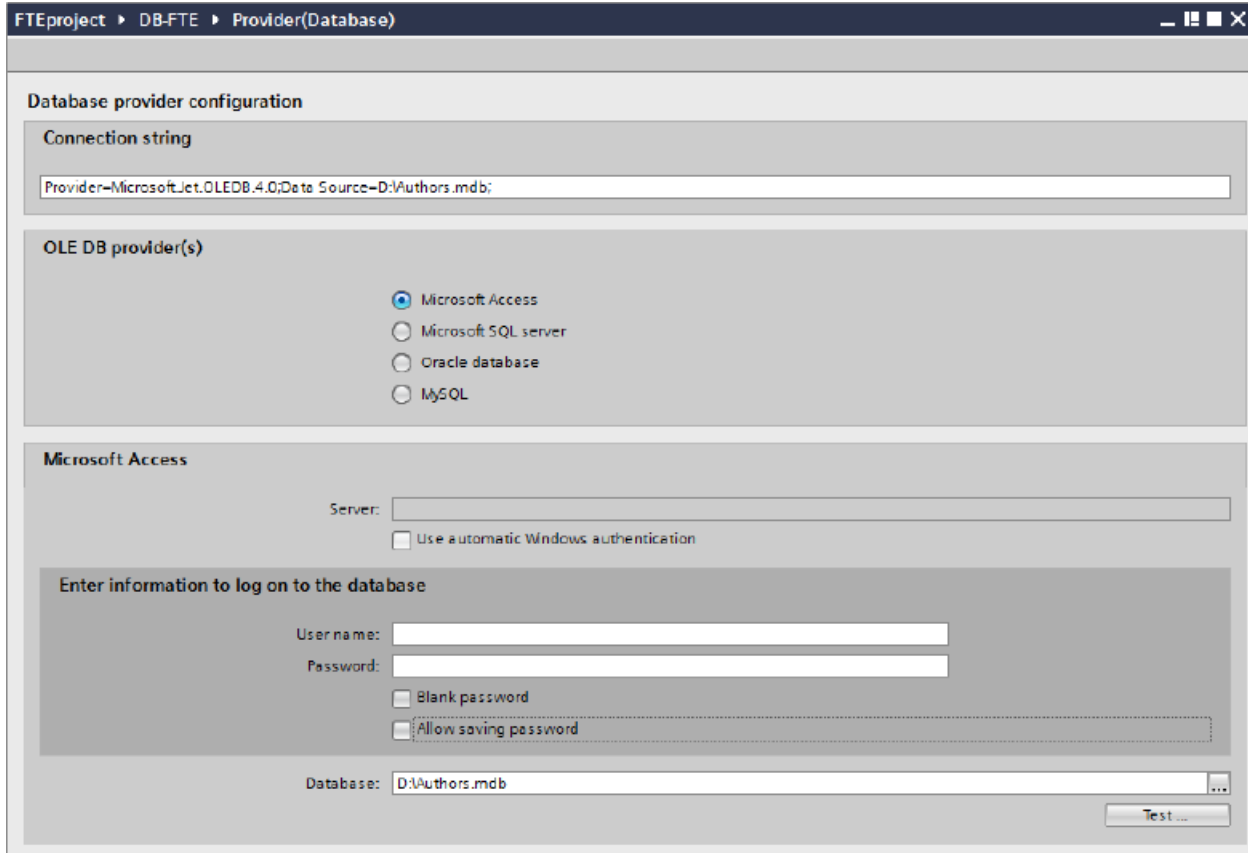 FTEproject ▸ DB-FTE ▸ Provider(Database)
Database provider configuration
Connection string
Provider=Microsoft.Jet.OLEDB.4.0;Data Source=D:\Authors.mdb;
OLE DB provider(s)
Microsoft Access
Microsoft SQL server
Oracle database
MySQL
Microsoft Access
Server:
Use automatic Windows authentication
Enter information to log on to the database
User name:
Password:
Blank password
Allow saving password
Database: D:\Authors.mdb ...
Test ...